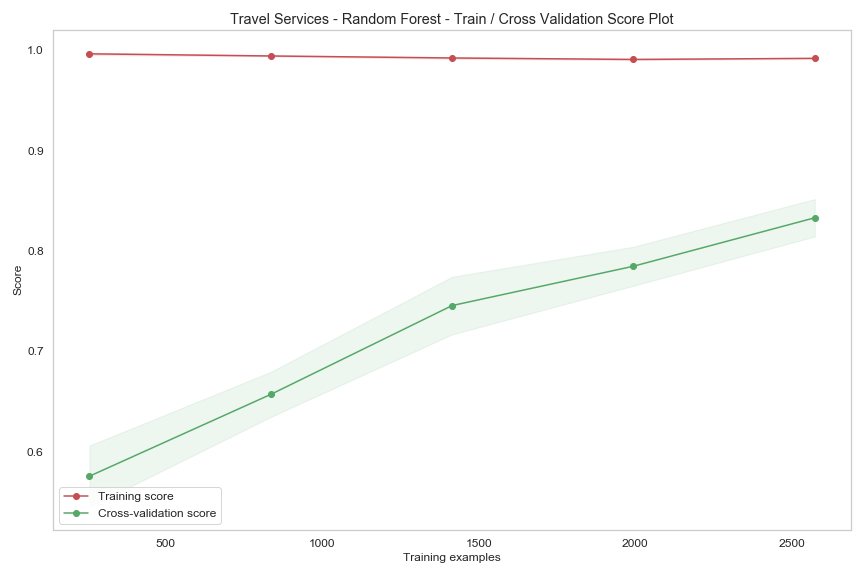 Travel Services - Random Forest - Train / Cross Validation Score Plot
1.0
0.9
0.8
0.7
0.6
Score
Training score
Cross-validation score
500
1000
1500
2000
2500
Training examples